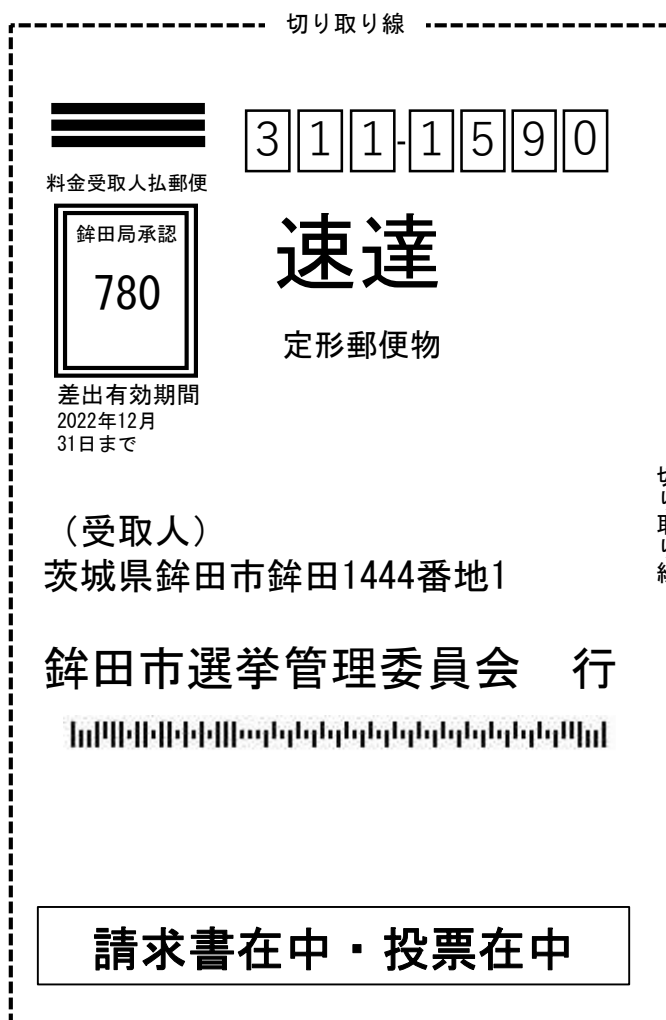 切り取り線
311-1590
料金受取人払郵便
鉾田局承認
780
速達
定形郵便物
差出有効期間
2022年12月
31日まで
切り取り線
（受取人）
茨城県鉾田市鉾田1444番地1
鉾田市選挙管理委員会　行
請求書在中・投票在中